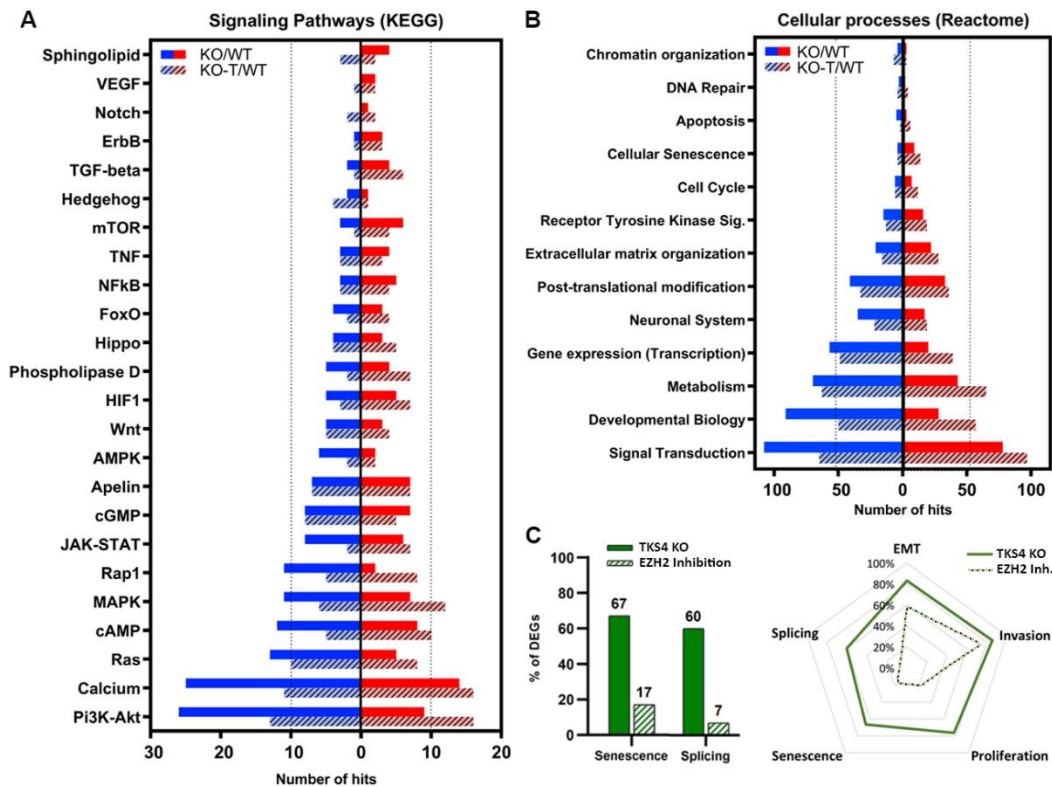 A
Signaling Pathways (KEGG)
KO/WT
KO-T/WT
Sphingolipid
VEGF
Notch
ErbB
TGF-beta
Hedgehog
mTOR
TNF
NFkB
FoxO
Hippo
Phospholipase D
HIF1
Wnt
AMPK
Apelin
cGMP
JAK-STAT
Rap1
MAPK
cAMP
Ras
Calcium
Pi3K-Akt
30 20 10 0 10 20
Number of hits
B
Cellular processes (Reactome)
KO/WT
KO-T/WT
Chromatin organization
DNA Repair
Apoptosis
Cellular Senescence
Cell Cycle
Receptor Tyrosine Kinase Sig.
Extracellular matrix organization
Post-translational modification
Neuronal System
Gene expression (Transcription)
Metabolism
Developmental Biology
Signal Transduction
100 50 0 50 100
Number of hits
C
TKS4 KO
EZH2 Inhibition
% of DEGs
100
80
60
40
20
0
67
17
60
7
Senescence Splicing
EMT
TKS4 KO
EZH2 Inh.
100%
80%
60%
40%
20%
0%
Splicing
Invasion
Senescence
Proliferation